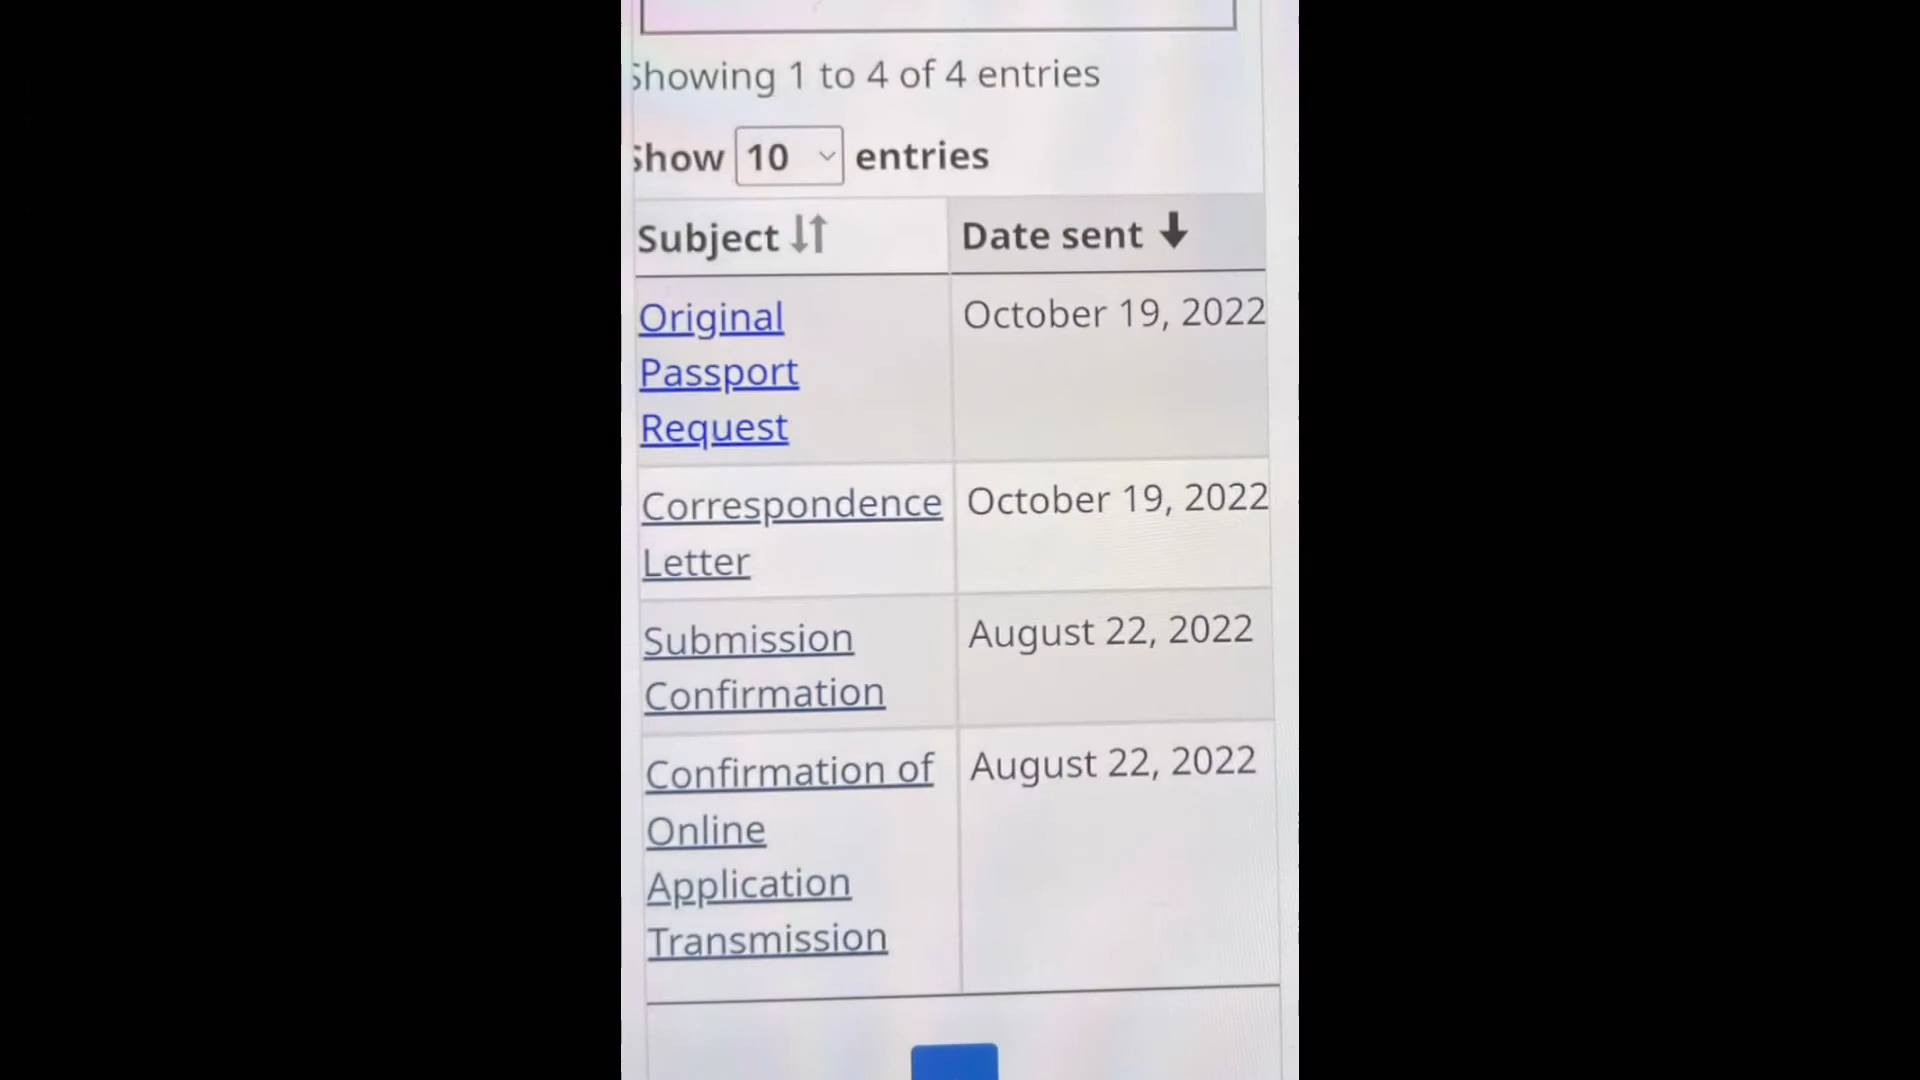 Showing 1 to 4 of 4 entries
Show 10 entries
Subject Date sent
Original October 19, 2022
Passport
Request
Correspondence October 19, 2022
Letter
Submission August 22, 2022
Confirmation
Confirmation of August 22, 2022
Online
Application
Transmission